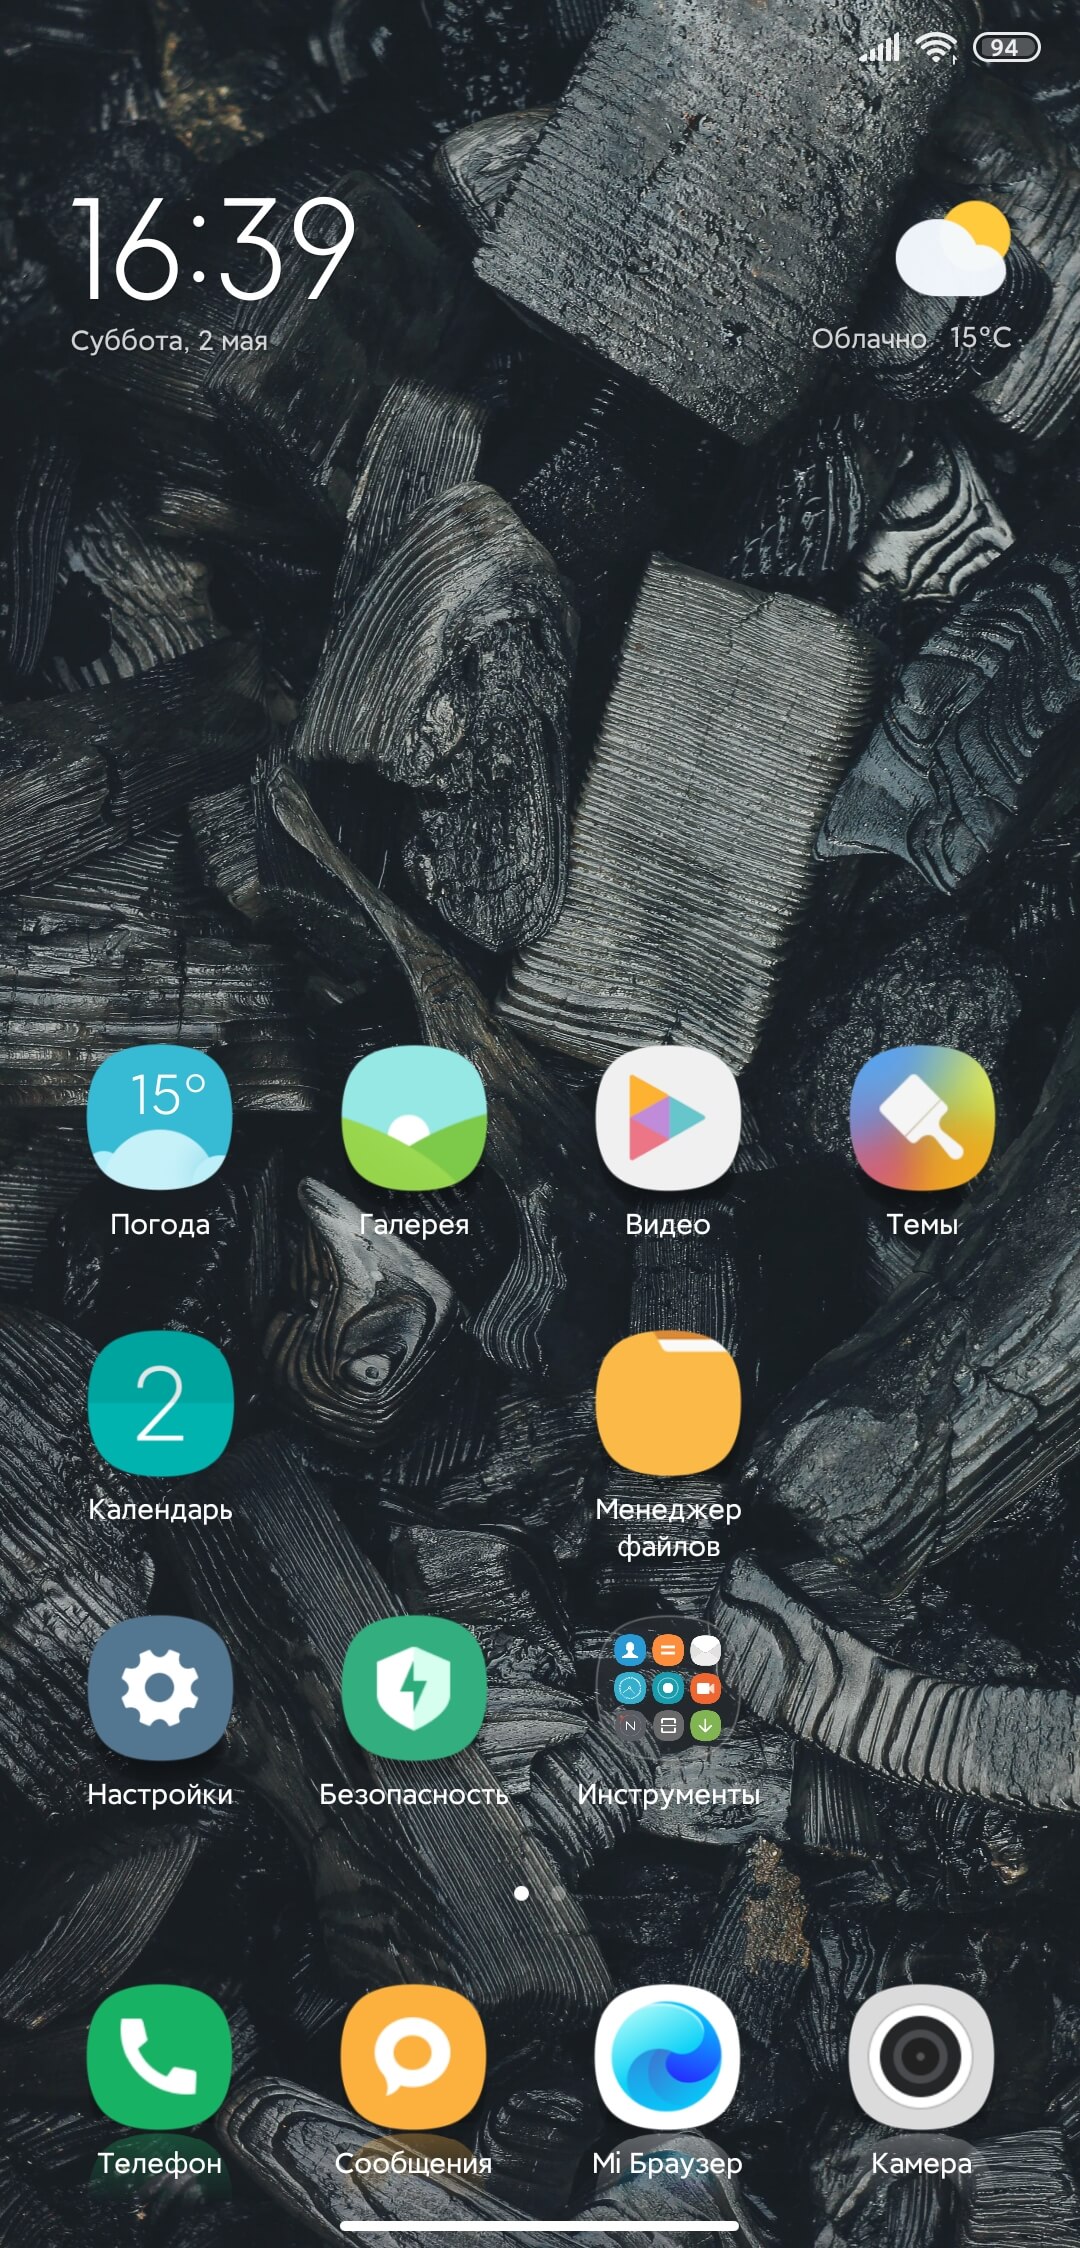 94
16:39
Суббота, 2 мая
Облачно 15°C
15°
Погода
Галерея
Видео
Темы
2
Календарь
Менеджер
файлов
Настройки
Безопасность
N
Инструменты
Телефон
Сообщения
Mi Браузер
Камера